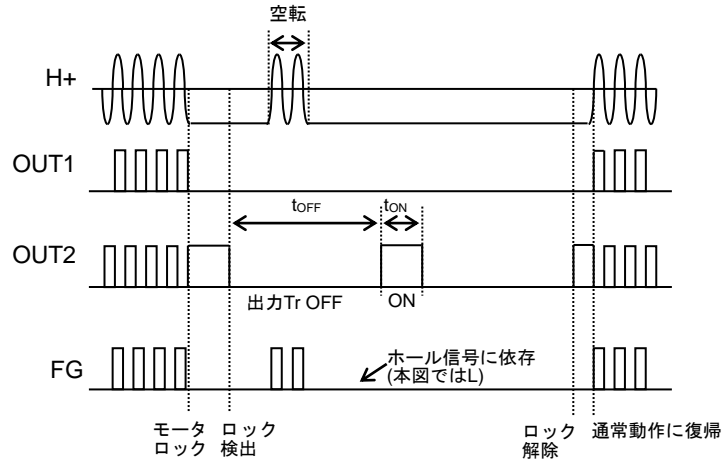 空転
H+
OUT1
tOFF
tON
OUT2
出力Tr OFF
ON
ホール信号に依存
(本図ではL)
FG
モータ
ロック
ロック
検出
ロック
解除
通常動作に復帰